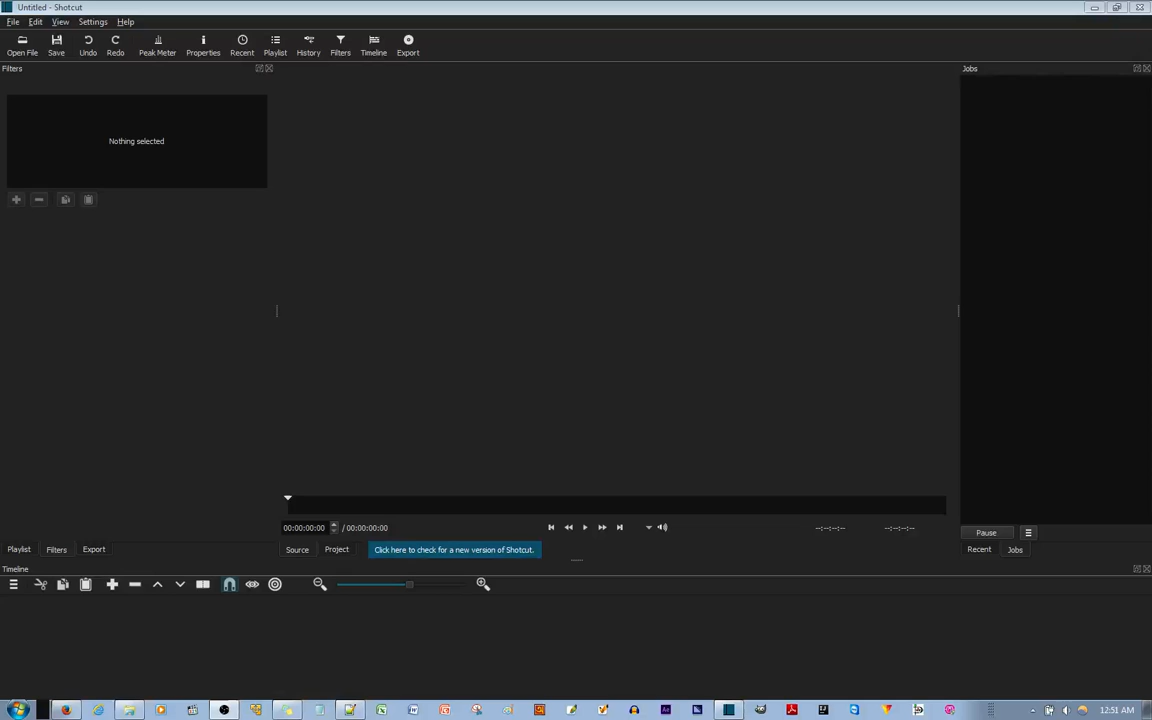 Untitled - Shotcut
File Edit View Settings Help
Open File Save Undo Redo Peak Meter Properties Recent Playlist History Filters Timeline Export
Filters
Jobs
Nothing selected
00:00:00:00 / 00:00:00:00 --:--:--:-- --:--:--:--
Pause
Playlist Filters Export
Source Project Click here to check for a new version of Shotcut.
Recent Jobs
Timeline
12:51 AM